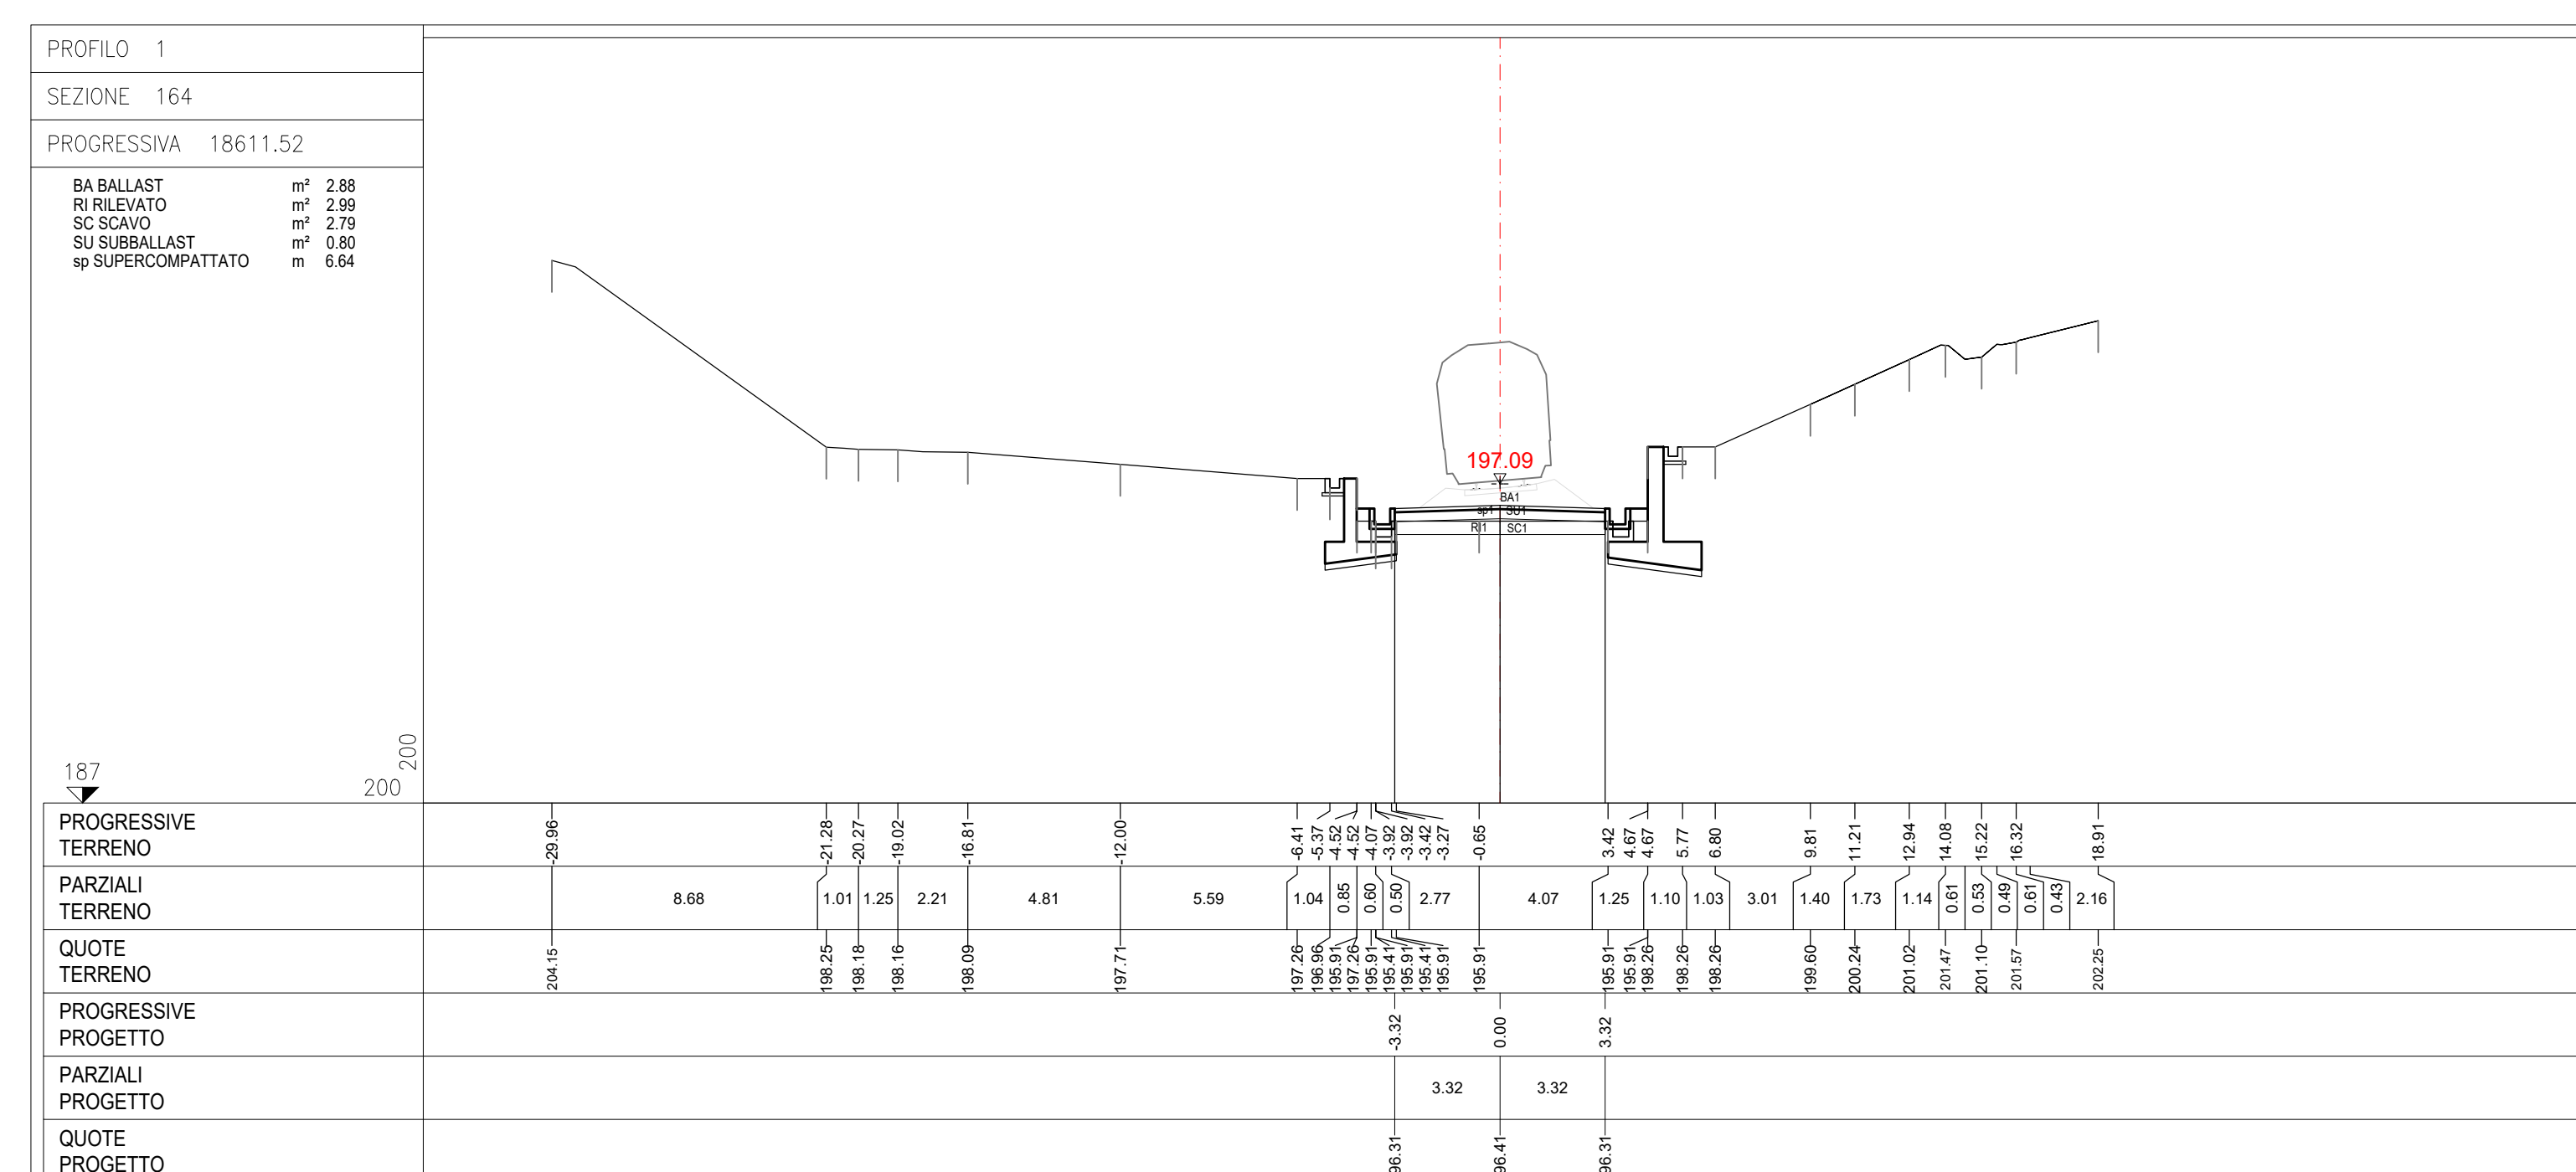 PROFILO 1
SEZIONE 164
PROGRESSIVA 18611.52
BA BALLAST m² 2.88
RI RILEVATO m² 2.99
SC SCAVO m² 2.79
SU SUBBALLAST m² 0.80
sp SUPERCOMPATTATO m 6.64
197.09
BA1
sp1 SU1
RI1 SC1
200
187 200
PROGRESSIVE TERRENO
-29.96 -21.28 -20.27 -19.02 -16.81 -12.00 -6.41 -5.37 -4.52 -4.52 -4.07 -3.92 -3.92 -3.42 -3.27 -0.65 3.42 4.67 4.67 5.77 6.80 9.81 11.21 12.94 14.08 15.22 16.32 18.91
PARZIALI TERRENO
8.68 1.01 1.25 2.21 4.81 5.59 1.04 0.85 0.60 0.50 2.77 4.07 1.25 1.10 1.03 3.01 1.40 1.73 1.14 0.61 0.53 0.49 0.61 0.43 2.16
QUOTE TERRENO
204.15 198.25 198.18 198.16 198.09 197.71 197.26 196.96 195.91 197.26 195.91 195.41 195.91 195.41 195.91 195.91 195.91 195.91 198.26 198.26 198.26 199.60 200.24 201.02 201.47 201.10 201.57 202.25
PROGRESSIVE PROGETTO
-3.32 0.00 3.32
PARZIALI PROGETTO
3.32 3.32
QUOTE PROGETTO
96.31 96.41 96.31